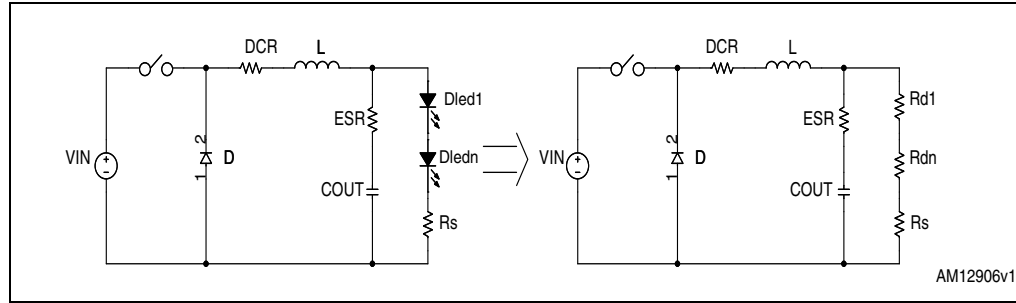 DCR
L
Dled1
ESR
VIN
2
1
D
Dledn
COUT
Rs
DCR
L
Rd1
ESR
VIN
2
1
D
Rdn
COUT
Rs
AM12906v1